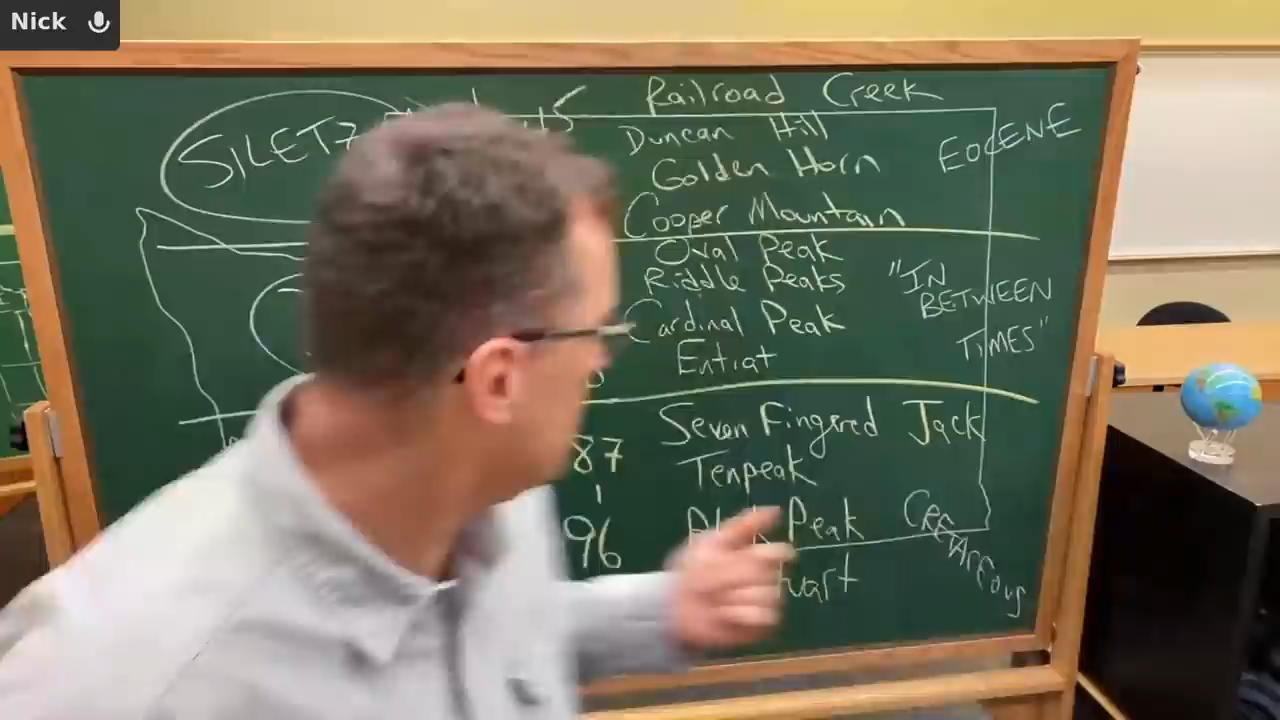 Nick
Railroad Creek
SILETZ 45 Duncan Hill EOCENE
Golden Horn
Cooper Mountain
Oval Peak
Riddle Peaks "IN
BETWEEN
Cardinal Peak TIMES"
Entiat
Seven Fingered Jack
87 Tenpeak
96 Peak CRETACEOUS